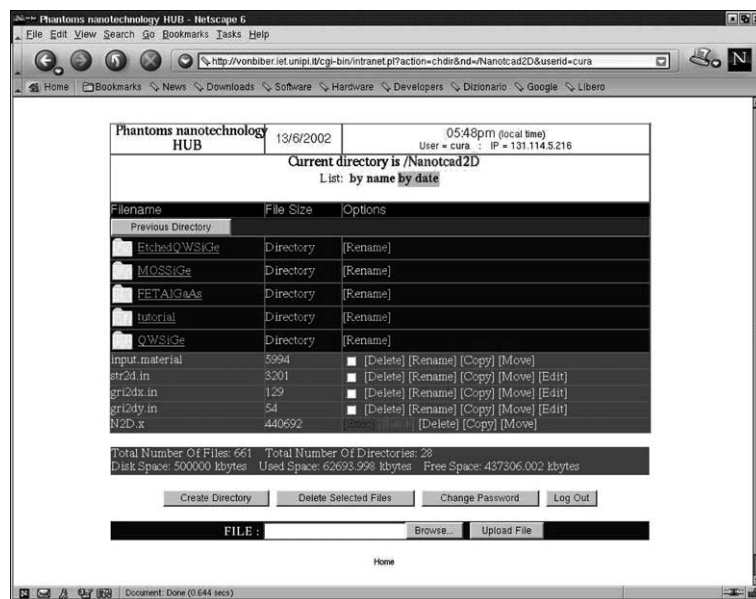 Phantoms nanotechnology HUB - Netscape 6
File Edit View Search Go Bookmarks Tasks Help
http://vonbiber.iet.unipi.it/cgi-bin/intranet.pl?action=chdir&nd=/Nanotcad2D&userid=cura
N
Home Bookmarks News Downloads Software Hardware Developers Dizionario Google Libero
Phantoms nanotechnology HUB 13/6/2002 05:48pm (local time)
User = cura : IP = 131.114.5.216
Current directory is /Nanotcad2D
List: by name by date
Filename File Size Options
Previous Directory
EtchedQWSiGe Directory [Rename]
MOSSiGe Directory [Rename]
FETAlGaAs Directory [Rename]
tutorial Directory [Rename]
QWSiGe Directory [Rename]
input.material 5994 [Delete] [Rename] [Copy] [Move]
str2d.in 3201 [Delete] [Rename] [Copy] [Move] [Edit]
gri2dx.in 129 [Delete] [Rename] [Copy] [Move] [Edit]
gri2dy.in 54 [Delete] [Rename] [Copy] [Move] [Edit]
N2D.x 440692 [Delete] [Copy] [Move]
Total Number Of Files: 661 Total Number Of Directories: 28
Disk Space: 500000 kbytes Used Space: 62693.998 kbytes Free Space: 437306.002 kbytes
Create Directory Delete Selected Files Change Password Log Out
FILE : Browse... Upload File
Home
Document: Done (0.644 secs)